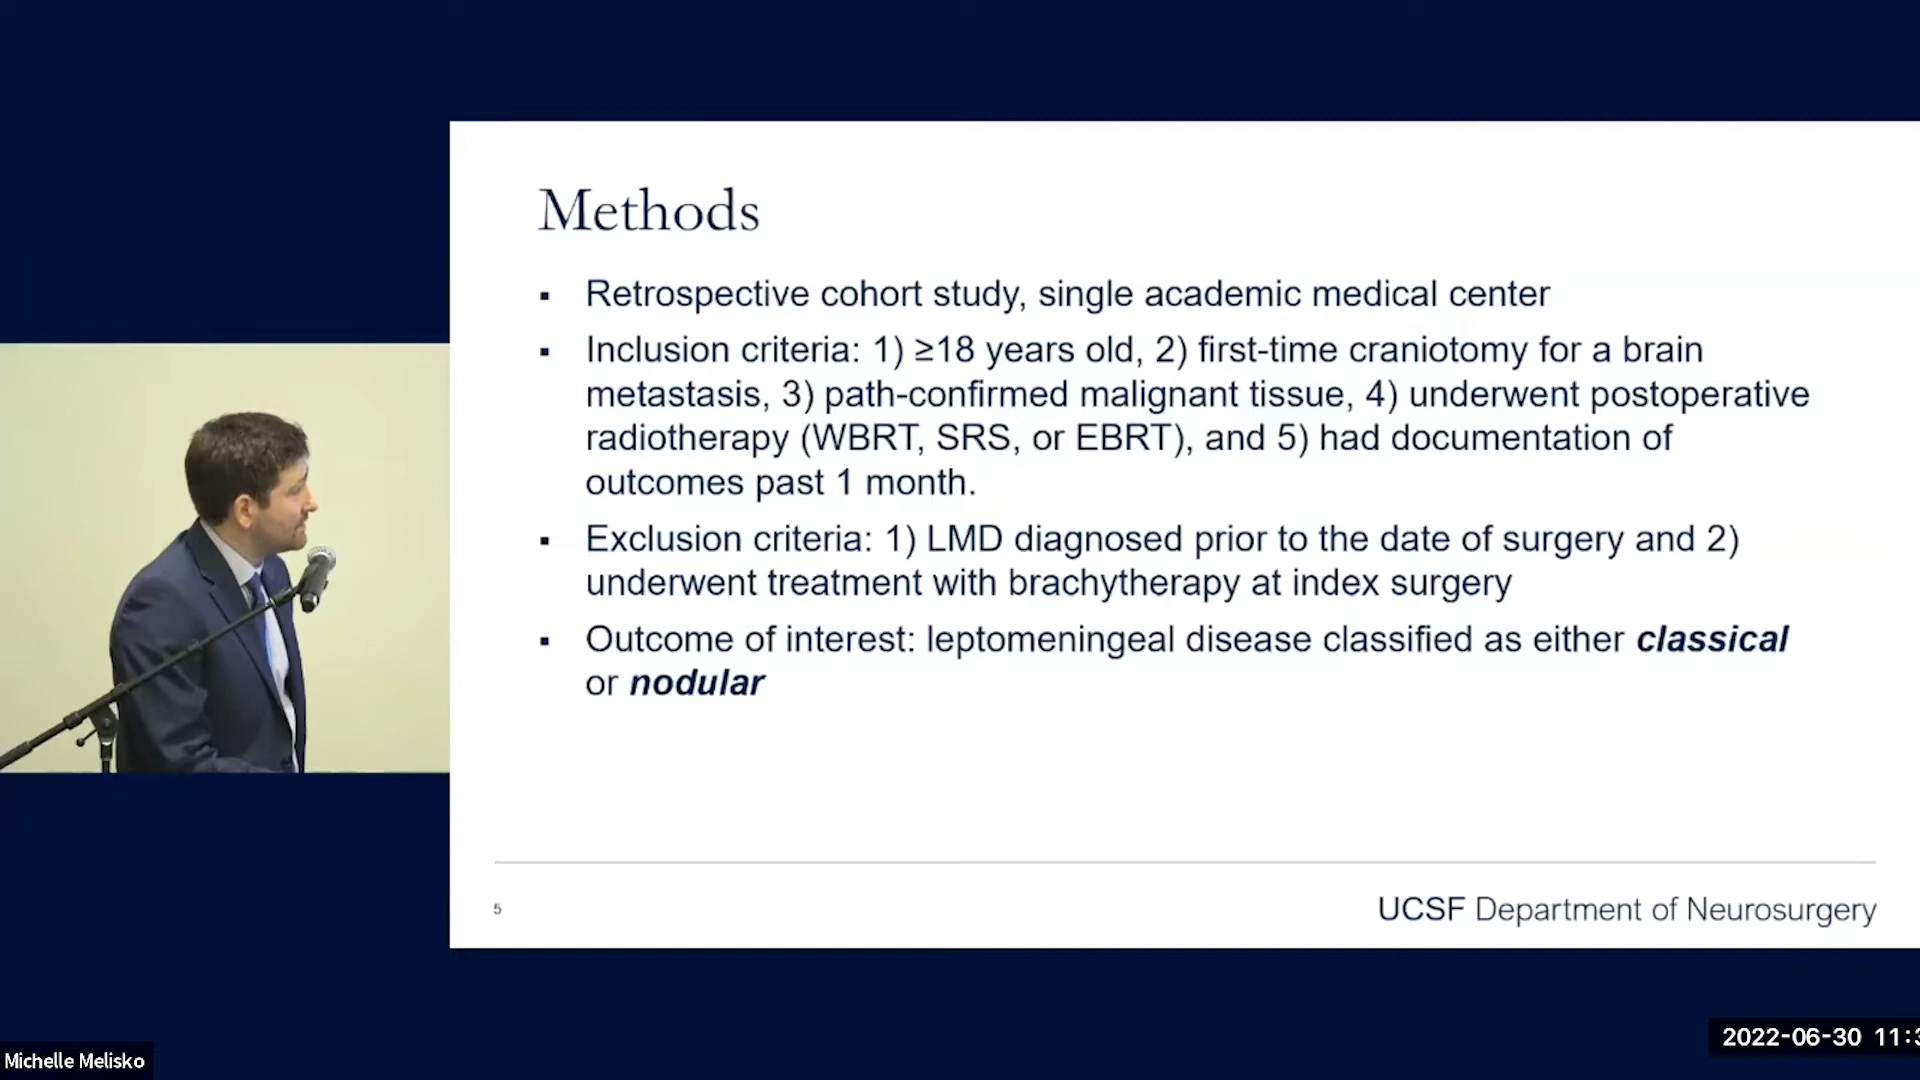 Methods
▪ Retrospective cohort study, single academic medical center
▪ Inclusion criteria: 1) ≥18 years old, 2) first-time craniotomy for a brain
metastasis, 3) path-confirmed malignant tissue, 4) underwent postoperative
radiotherapy (WBRT, SRS, or EBRT), and 5) had documentation of
outcomes past 1 month.
▪ Exclusion criteria: 1) LMD diagnosed prior to the date of surgery and 2)
underwent treatment with brachytherapy at index surgery
▪ Outcome of interest: leptomeningeal disease classified as either classical
or nodular
5
UCSF Department of Neurosurgery
Michelle Melisko
2022-06-30